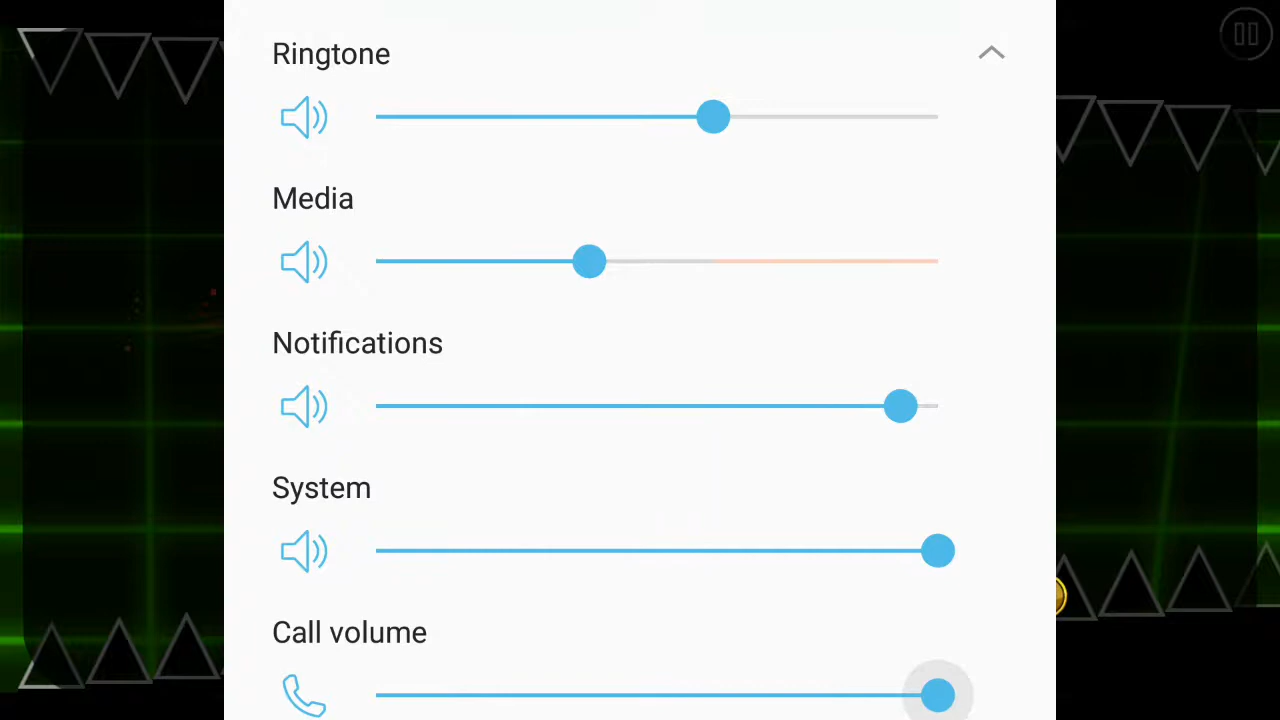 Ringtone
Media
Notifications
System
Call volume